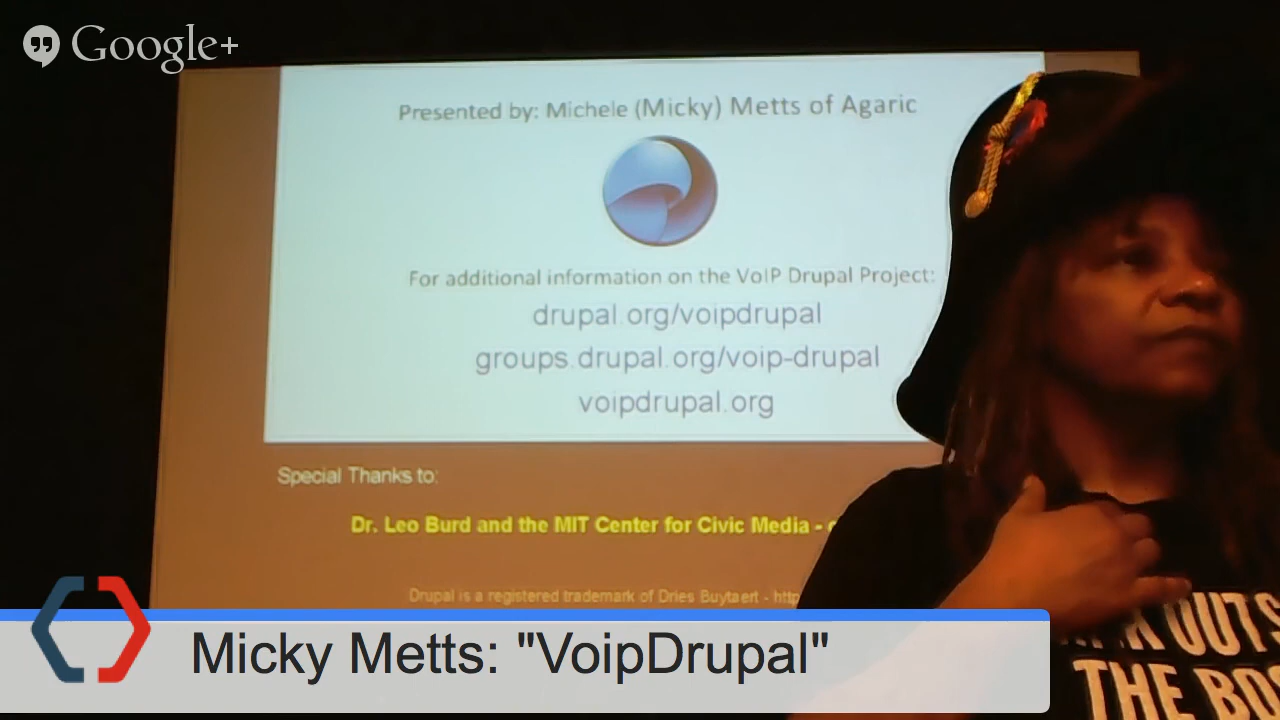 Google+
Presented by: Michele (Micky) Metts of Agaric
For additional information on the VoIP Drupal Project:
drupal.org/voipdrupal
groups.drupal.org/voip-drupal
voipdrupal.org
Special Thanks to:
Dr. Leo Burd and the MIT Center for Civic Media -
Drupal is a registered trademark of Dries Buytaert - http
Micky Metts: "VoipDrupal"
THE